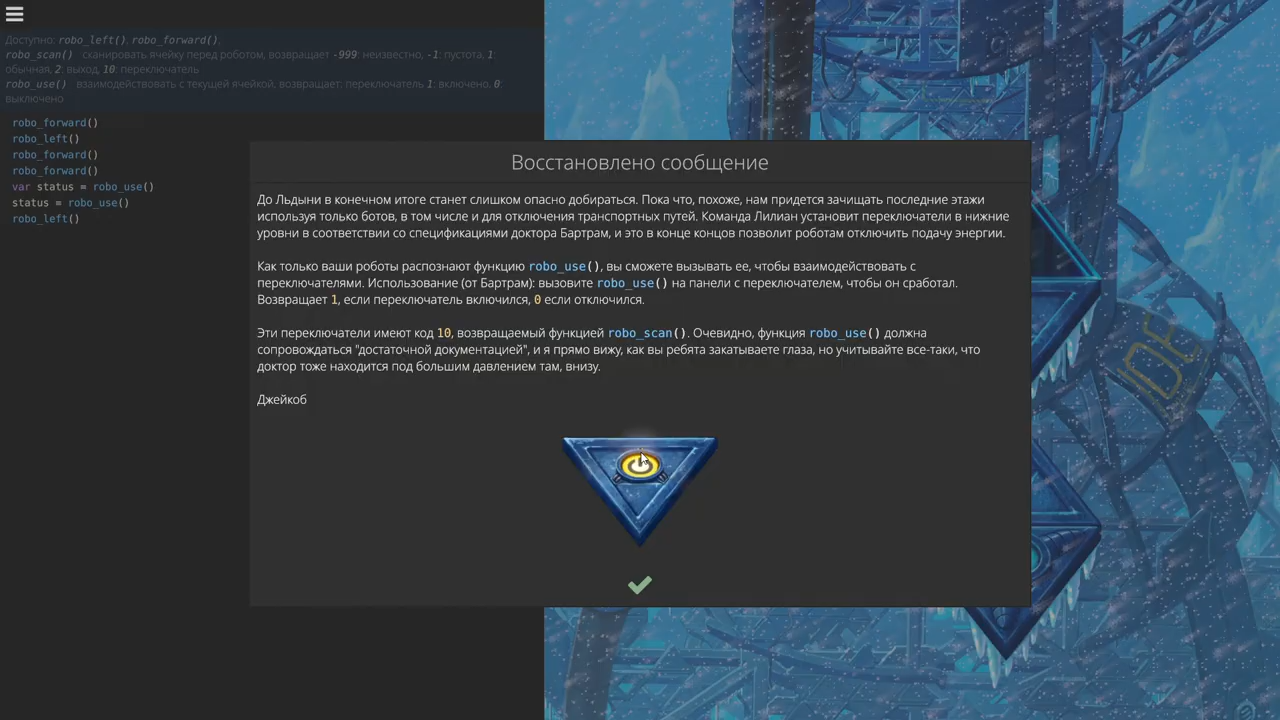 Доступно: robo_left(), robo_forward(),
robo_scan() сканировать ячейку перед роботом, возвращает -999: неизвестно, -1: пустота, 1:
обычная, 2: выход, 10: переключатель
robo_use() взаимодействовать с текущей ячейкой, возвращает: переключатель 1: включено, 0:
выключено
robo_forward()
robo_left()
robo_forward()
robo_forward()
var status = robo_use()
status = robo_use()
robo_left()
Восстановлено сообщение
До Льдыни в конечном итоге станет слишком опасно добираться. Пока что, похоже, нам придется зачищать последние этажи
используя только ботов, в том числе и для отключения транспортных путей. Команда Лилиан установит переключатели в нижние
уровни в соответствии со спецификациями доктора Бартрам, и это в конце концов позволит роботам отключить подачу энергии.
Как только ваши роботы распознают функцию robo_use(), вы сможете вызывать ее, чтобы взаимодействовать с
переключателями. Использование (от Бартрам): вызовите robo_use() на панели с переключателем, чтобы он сработал.
Возвращает 1, если переключатель включился, 0 если отключился.
Эти переключатели имеют код 10, возвращаемый функцией robo_scan(). Очевидно, функция robo_use() должна
сопровождаться "достаточной документацией", и я прямо вижу, как вы ребята закатываете глаза, но учитывайте все-таки, что
доктор тоже находится под большим давлением там, внизу.
Джейкоб